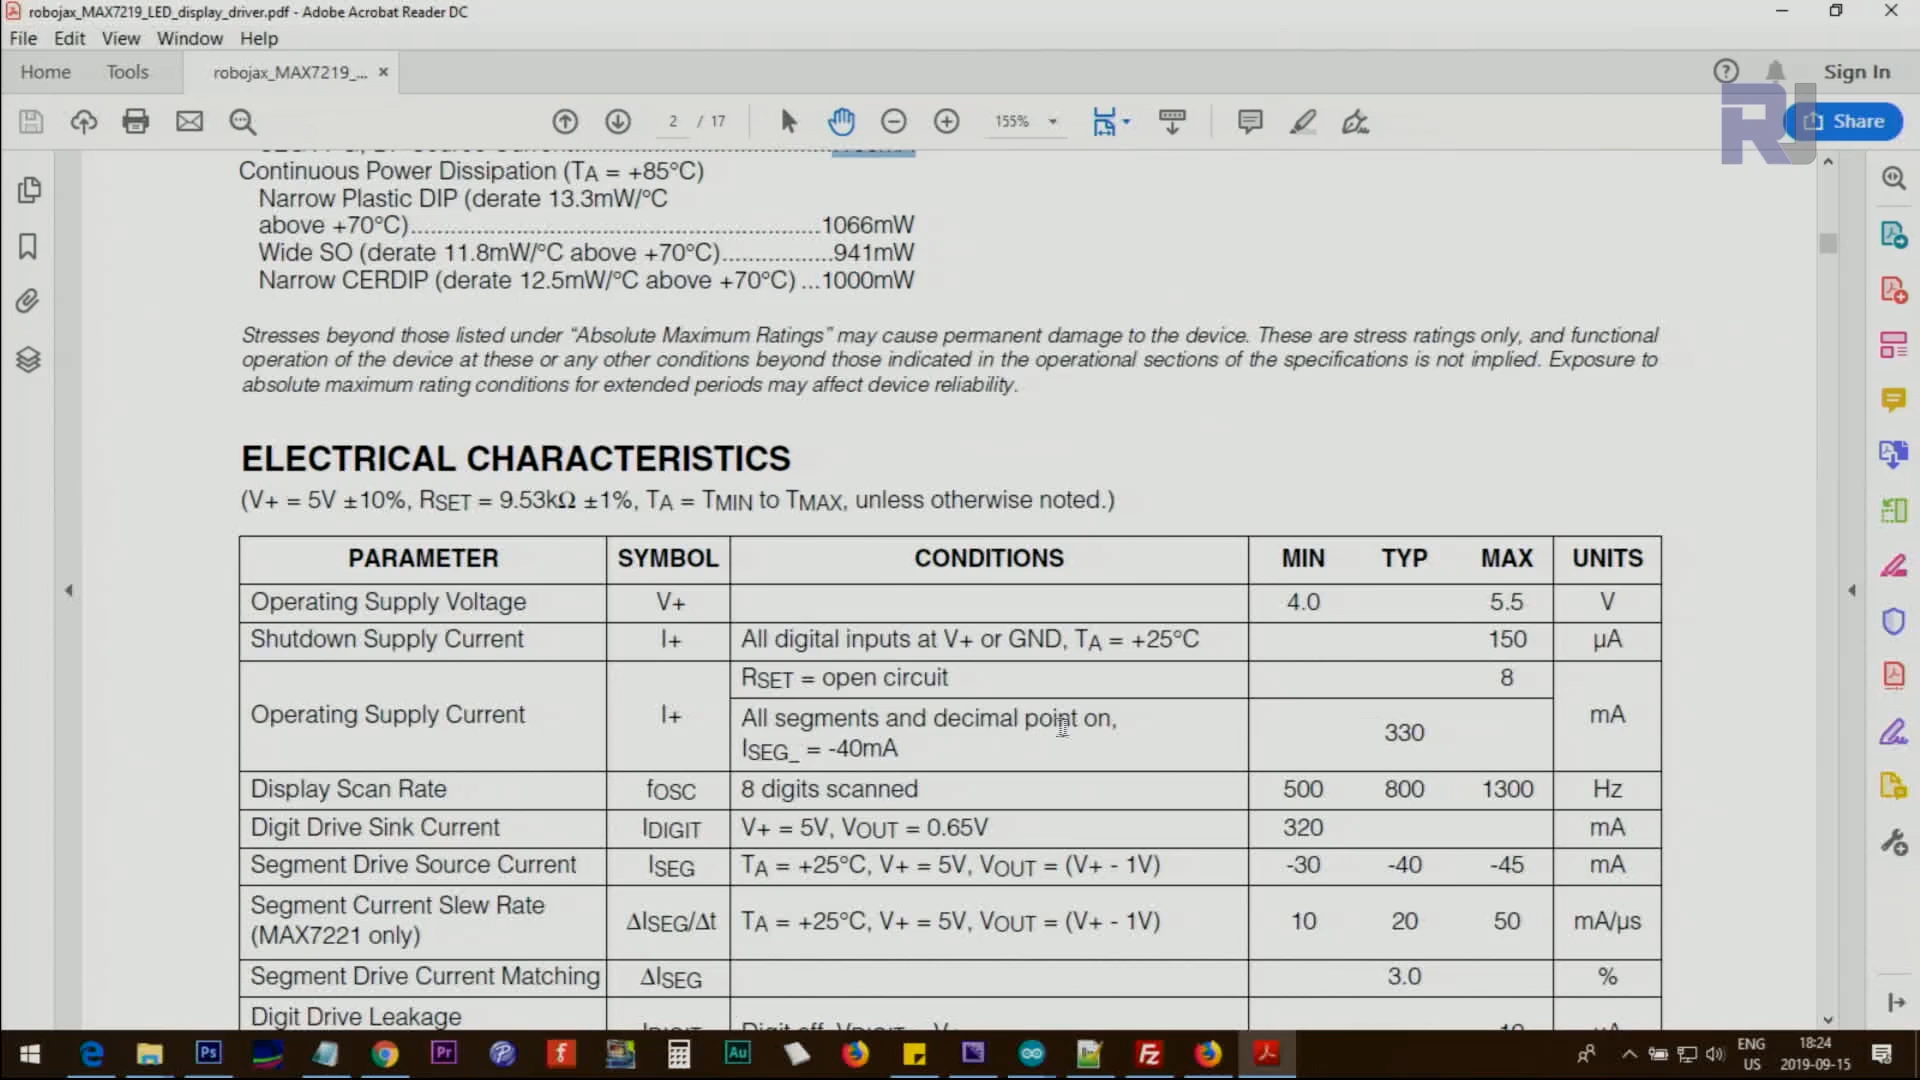 robojax_MAX7219_LED_display_driver.pdf - Adobe Acrobat Reader DC
File Edit View Window Help
Home Tools robojax_MAX7219_... × Sign In
2 / 17 155% Share
RJ
Continuous Power Dissipation (TA = +85°C)
Narrow Plastic DIP (derate 13.3mW/°C
above +70°C)..............................................................1066mW
Wide SO (derate 11.8mW/°C above +70°C).................941mW
Narrow CERDIP (derate 12.5mW/°C above +70°C) ...1000mW
Stresses beyond those listed under “Absolute Maximum Ratings” may cause permanent damage to the device. These are stress ratings only, and functional
operation of the device at these or any other conditions beyond those indicated in the operational sections of the specifications is not implied. Exposure to
absolute maximum rating conditions for extended periods may affect device reliability.
ELECTRICAL CHARACTERISTICS
(V+ = 5V ±10%, RSET = 9.53kΩ ±1%, TA = TMIN to TMAX, unless otherwise noted.)
PARAMETER SYMBOL CONDITIONS MIN TYP MAX UNITS
Operating Supply Voltage V+ 4.0 5.5 V
Shutdown Supply Current I+ All digital inputs at V+ or GND, TA = +25°C 150 µA
RSET = open circuit 8
Operating Supply Current I+ mA
All segments and decimal point on,
330
ISEG_ = -40mA
Display Scan Rate fOSC 8 digits scanned 500 800 1300 Hz
Digit Drive Sink Current IDIGIT V+ = 5V, VOUT = 0.65V 320 mA
Segment Drive Source Current ISEG TA = +25°C, V+ = 5V, VOUT = (V+ - 1V) -30 -40 -45 mA
Segment Current Slew Rate
(MAX7221 only) ΔISEG/Δt TA = +25°C, V+ = 5V, VOUT = (V+ - 1V) 10 20 50 mA/µs
Segment Drive Current Matching ΔISEG 3.0 %
Digit Drive Leakage
ENG
US
18:24
2019-09-15